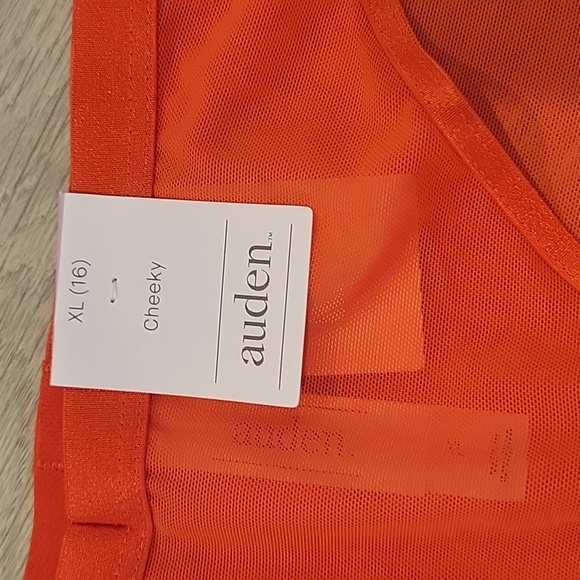 XL (16)
Cheeky
auden™
auden.